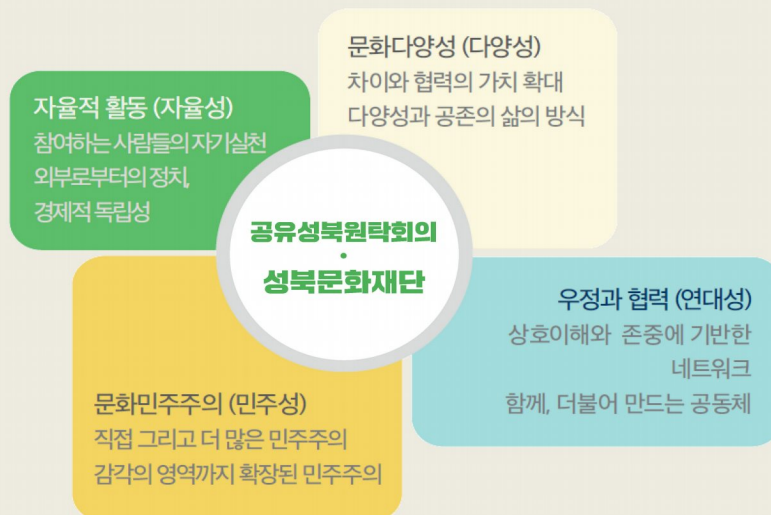 문화다양성 (다양성)
차이와 협력의 가치 확대
다양성과 공존의 삶의 방식
자율적 활동 (자율성)
참여하는 사람들의 자기실천
외부로부터의 정치,
경제적 독립성
공유성북원탁회의
·
성북문화재단
우정과 협력 (연대성)
상호이해와 존중에 기반한
네트워크
함께, 더불어 만드는 공동체
문화민주주의 (민주성)
직접 그리고 더 많은 민주주의
감각의 영역까지 확장된 민주주의